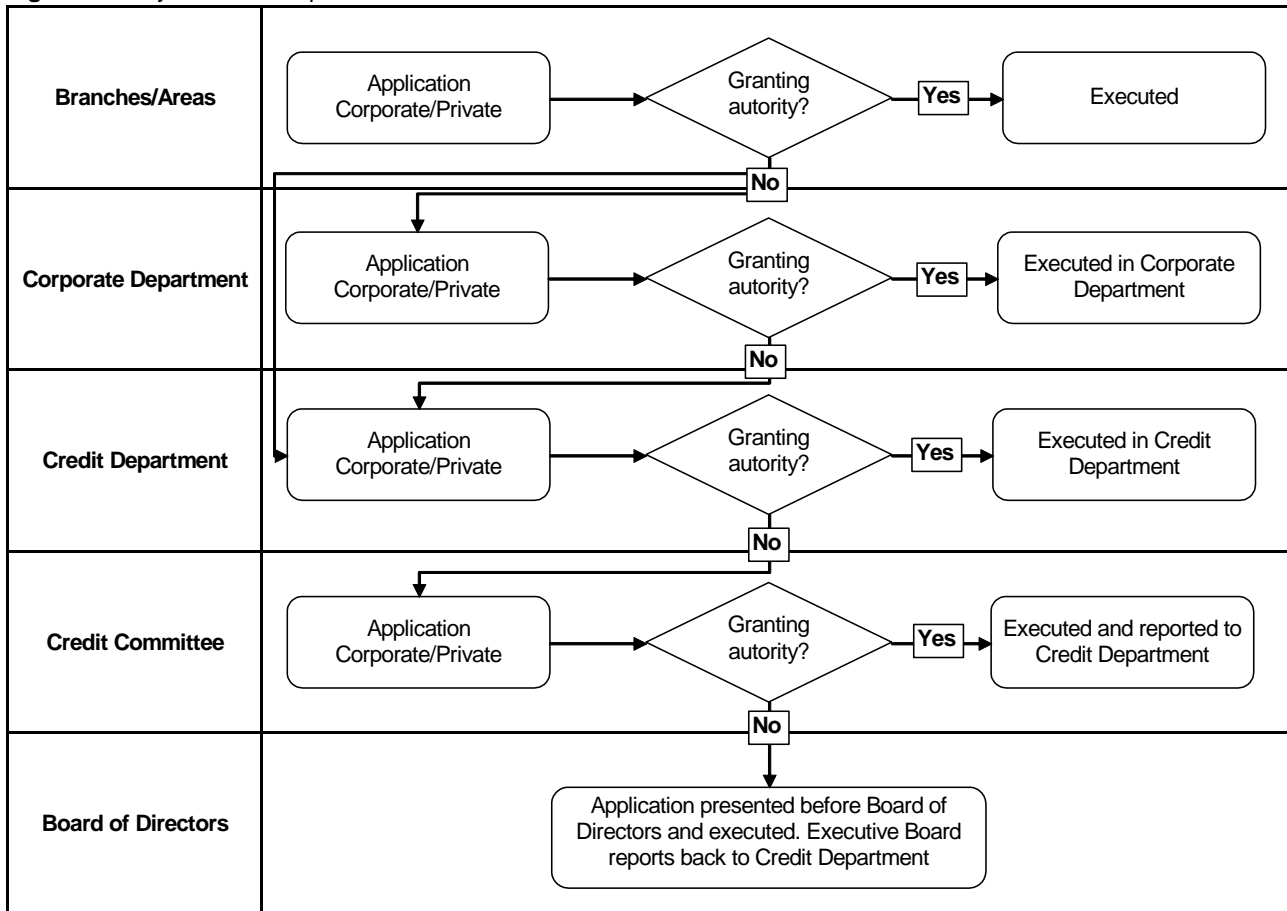 Branches/Areas
Application
Corporate/Private
Granting
autority?
Yes
Executed
No
Corporate Department
Application
Corporate/Private
Granting
autority?
Yes
Executed in Corporate
Department
No
Credit Department
Application
Corporate/Private
Granting
autority?
Yes
Executed in Credit
Department
No
Credit Committee
Application
Corporate/Private
Granting
autority?
Yes
Executed and reported to
Credit Department
No
Board of Directors
Application presented before Board of
Directors and executed. Executive Board
reports back to Credit Department